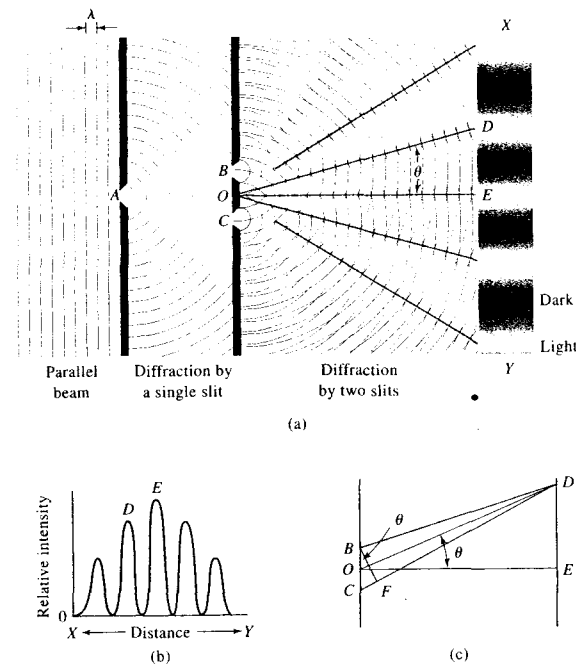 λ
X
B
O
C
A
D
θ
E
Dark
Light
Y
Parallel
beam
Diffraction by
a single slit
Diffraction
by two slits
(a)
Relative intensity
D
E
0
X
Distance
Y
(b)
D
B
θ
O
θ
E
C
F
(c)